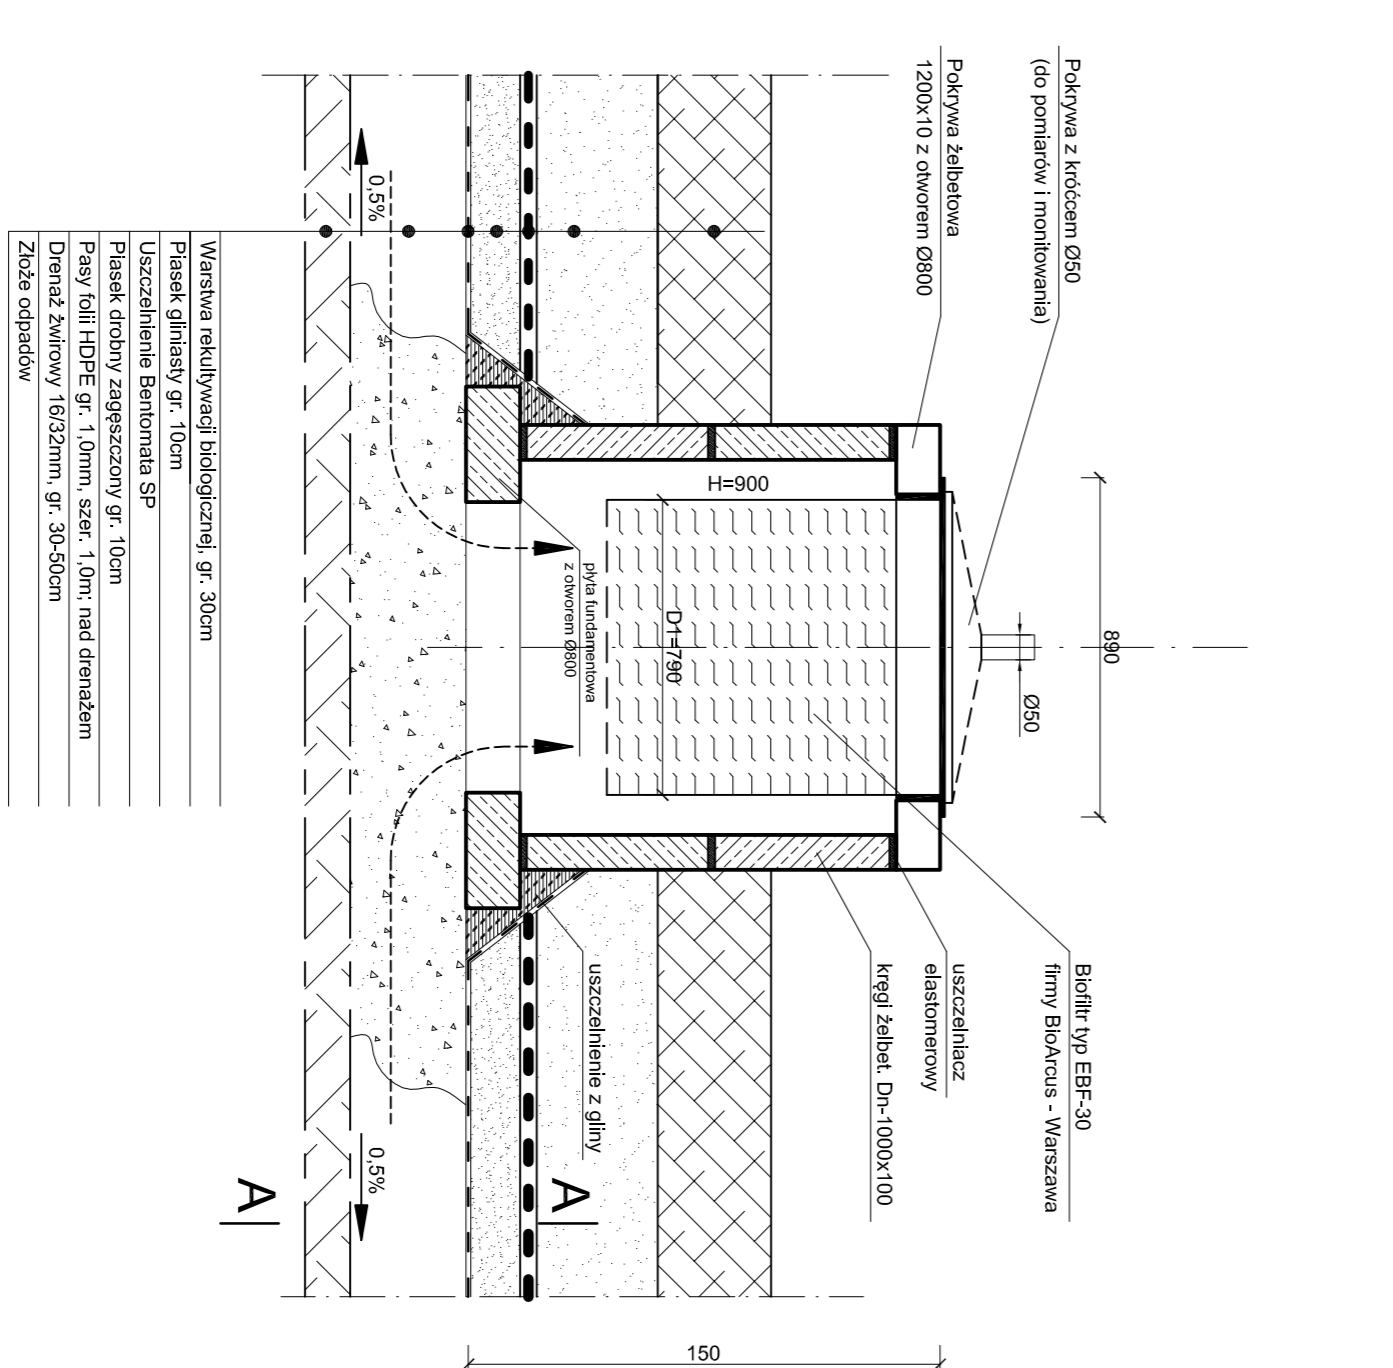 Pokrywa z króćcem Ø50
(do pomiarów i monitowania)
Pokrywa żelbetowa
1200x10 z otworem Ø800
890
Ø50
H=900
D1=790
płyta fundamentowa
z otworem Ø800
Biofiltr typ EBF-30
firmy BioArcus - Warszawa
uszczelniacz
elastomerowy
kręgi żelbet. Dn-1000x100
uszczelnienie z gliny
0,5%
0,5%
A
A
150
Warstwa rekultywacji biologicznej, gr. 30cm
Piasek gliniasty gr. 10cm
Uszczelnienie Bentomata SP
Piasek drobny zagęszczony gr. 10cm
Pasy folii HDPE gr. 1,0mm, szer. 1,0m; nad drenażem
Drenaż żwirowy 16/32mm, gr. 30-50cm
Złoże odpadów